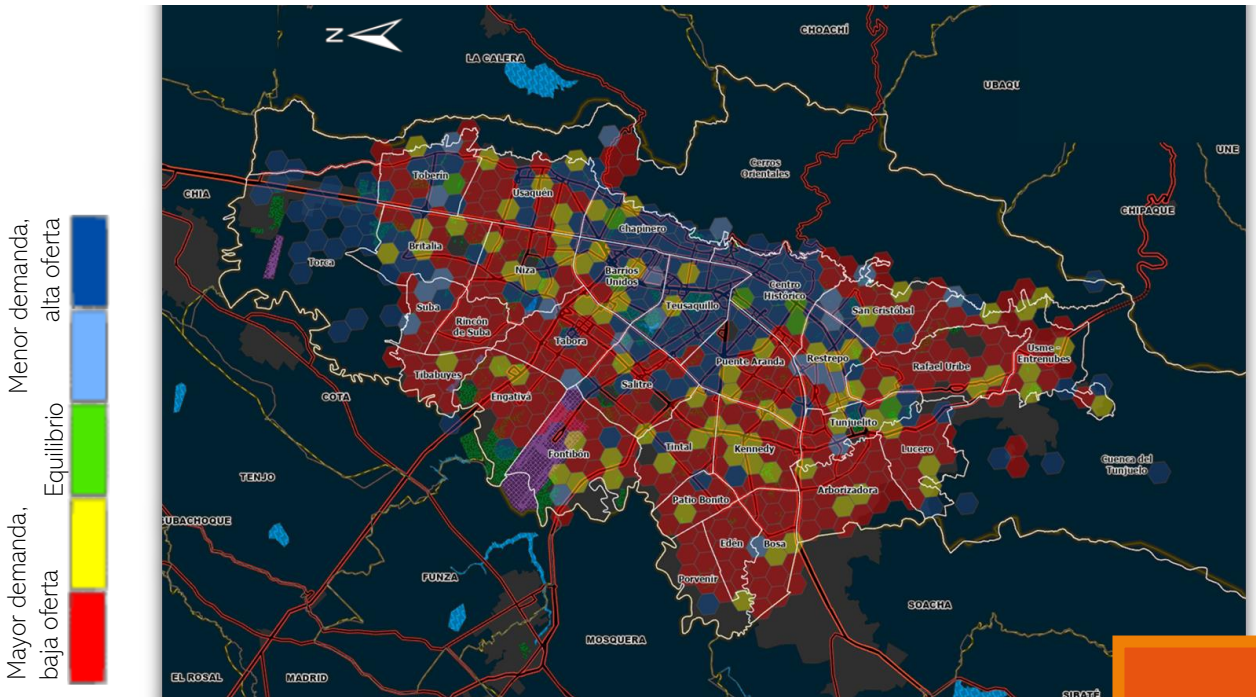 Menor demanda,
alta oferta
Equilibrio
Mayor demanda,
baja oferta
N
CHOACHÍ
LA CALERA
UBAQU
UNE
Cerros
Orientales
Toberín
CHIA
Usaquén
CHIPAQUE
Chapinero
Britalia
Torca
Niza
Barrios
Unidos
Centro
Histórico
Suba
Teusaquillo
San Cristobal
Rincón
de Suba
Tabora
Usme -
Entrenubes
Puente Aranda
Restrepo
Rafael Uribe
Tibabuyes
Salitre
COTA
Engativá
Tunjuelito
Tintal
Kennedy
Lucero
Fontibón
Cuenca del
Tunjuelo
TENJO
Arborizadora
Patio Bonito
SUBACHOQUE
Edén
Bosa
FUNZA
Porvenir
SOACHA
MOSQUERA
EL ROSAL
MADRID
SIBATÉ